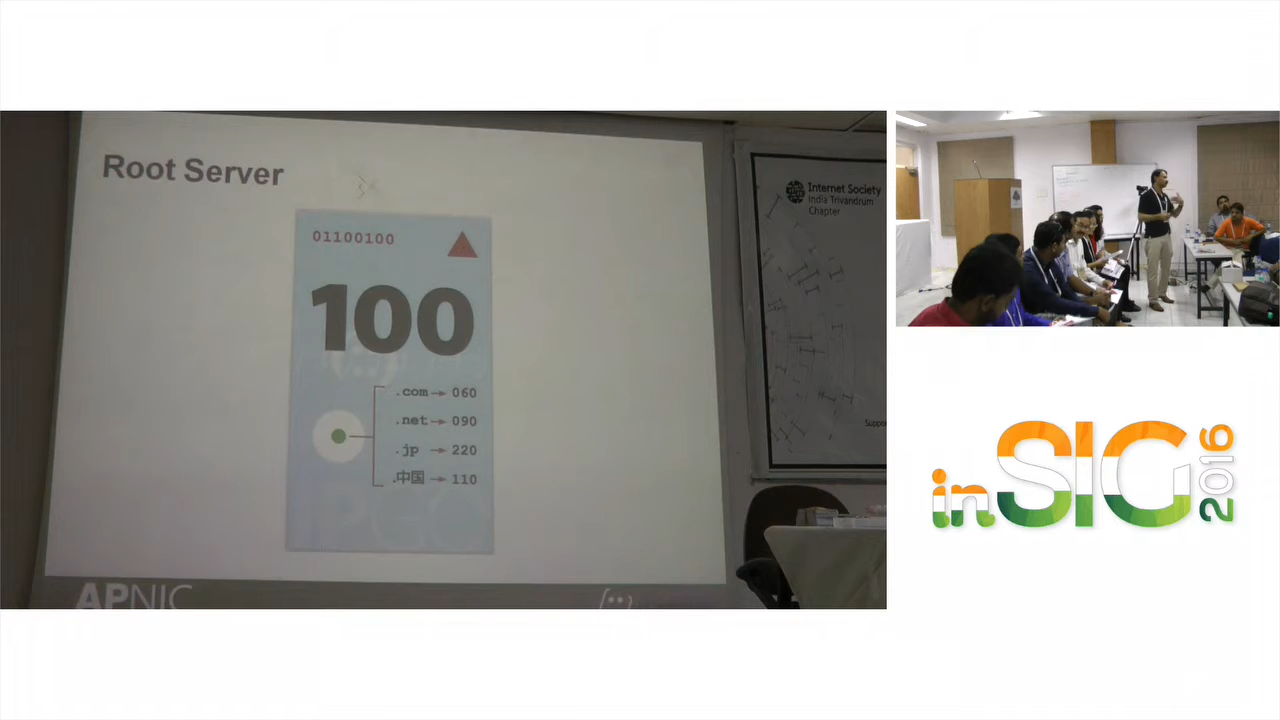 Root Server
01100100
100
.com → 060
.net → 090
.jp → 220
.中国 → 110
APNIC
Internet Society
India Trivandrum
Chapter
inSIG 2016